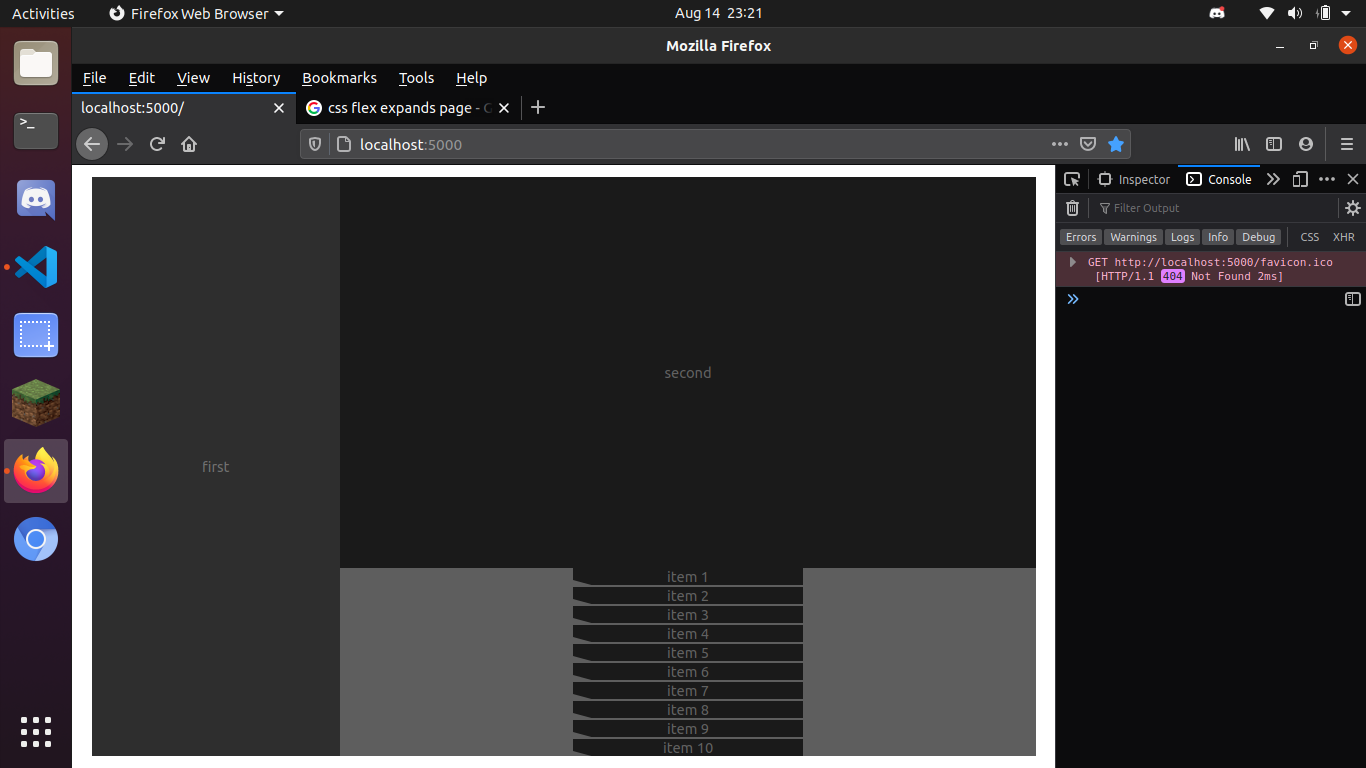 Activities Firefox Web Browser Aug 14 23:21
Mozilla Firefox
File Edit View History Bookmarks Tools Help
localhost:5000/ css flex expands page -
localhost:5000
Inspector Console
Filter Output
Errors Warnings Logs Info Debug CSS XHR
GET http://localhost:5000/favicon.ico
[HTTP/1.1 404 Not Found 2ms]
second
first
item 1
item 2
item 3
item 4
item 5
item 6
item 7
item 8
item 9
item 10